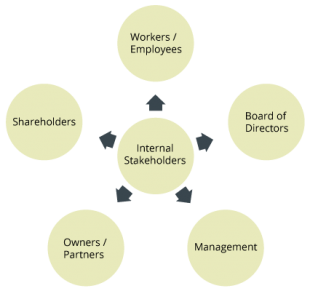 Workers /
Employees
Shareholders
Board of
Directors
Internal
Stakeholders
Owners /
Partners
Management